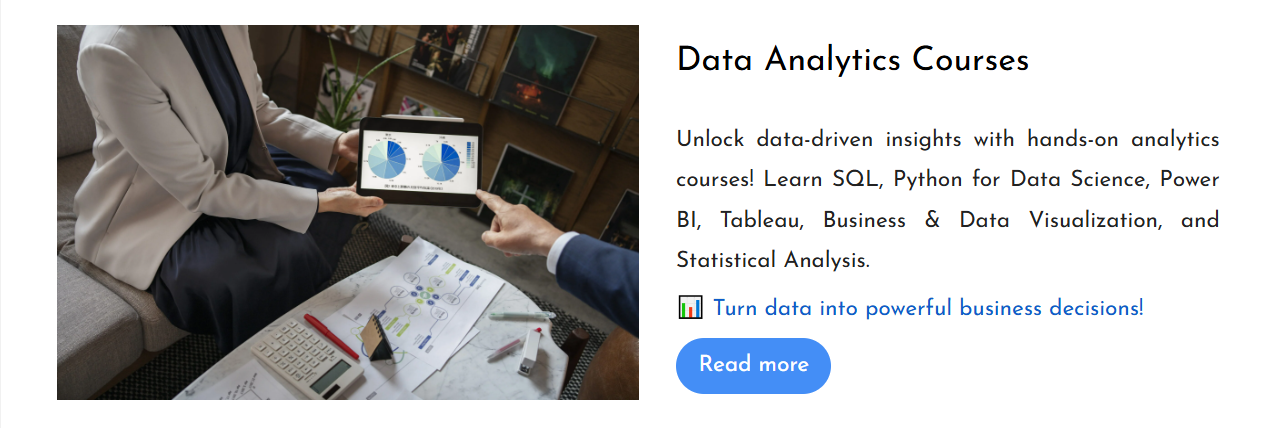 Data Analytics Courses
Unlock data-driven insights with hands-on analytics
courses! Learn SQL, Python for Data Science, Power
BI, Tableau, Business & Data Visualization, and
Statistical Analysis.
📊 Turn data into powerful business decisions!
Read more